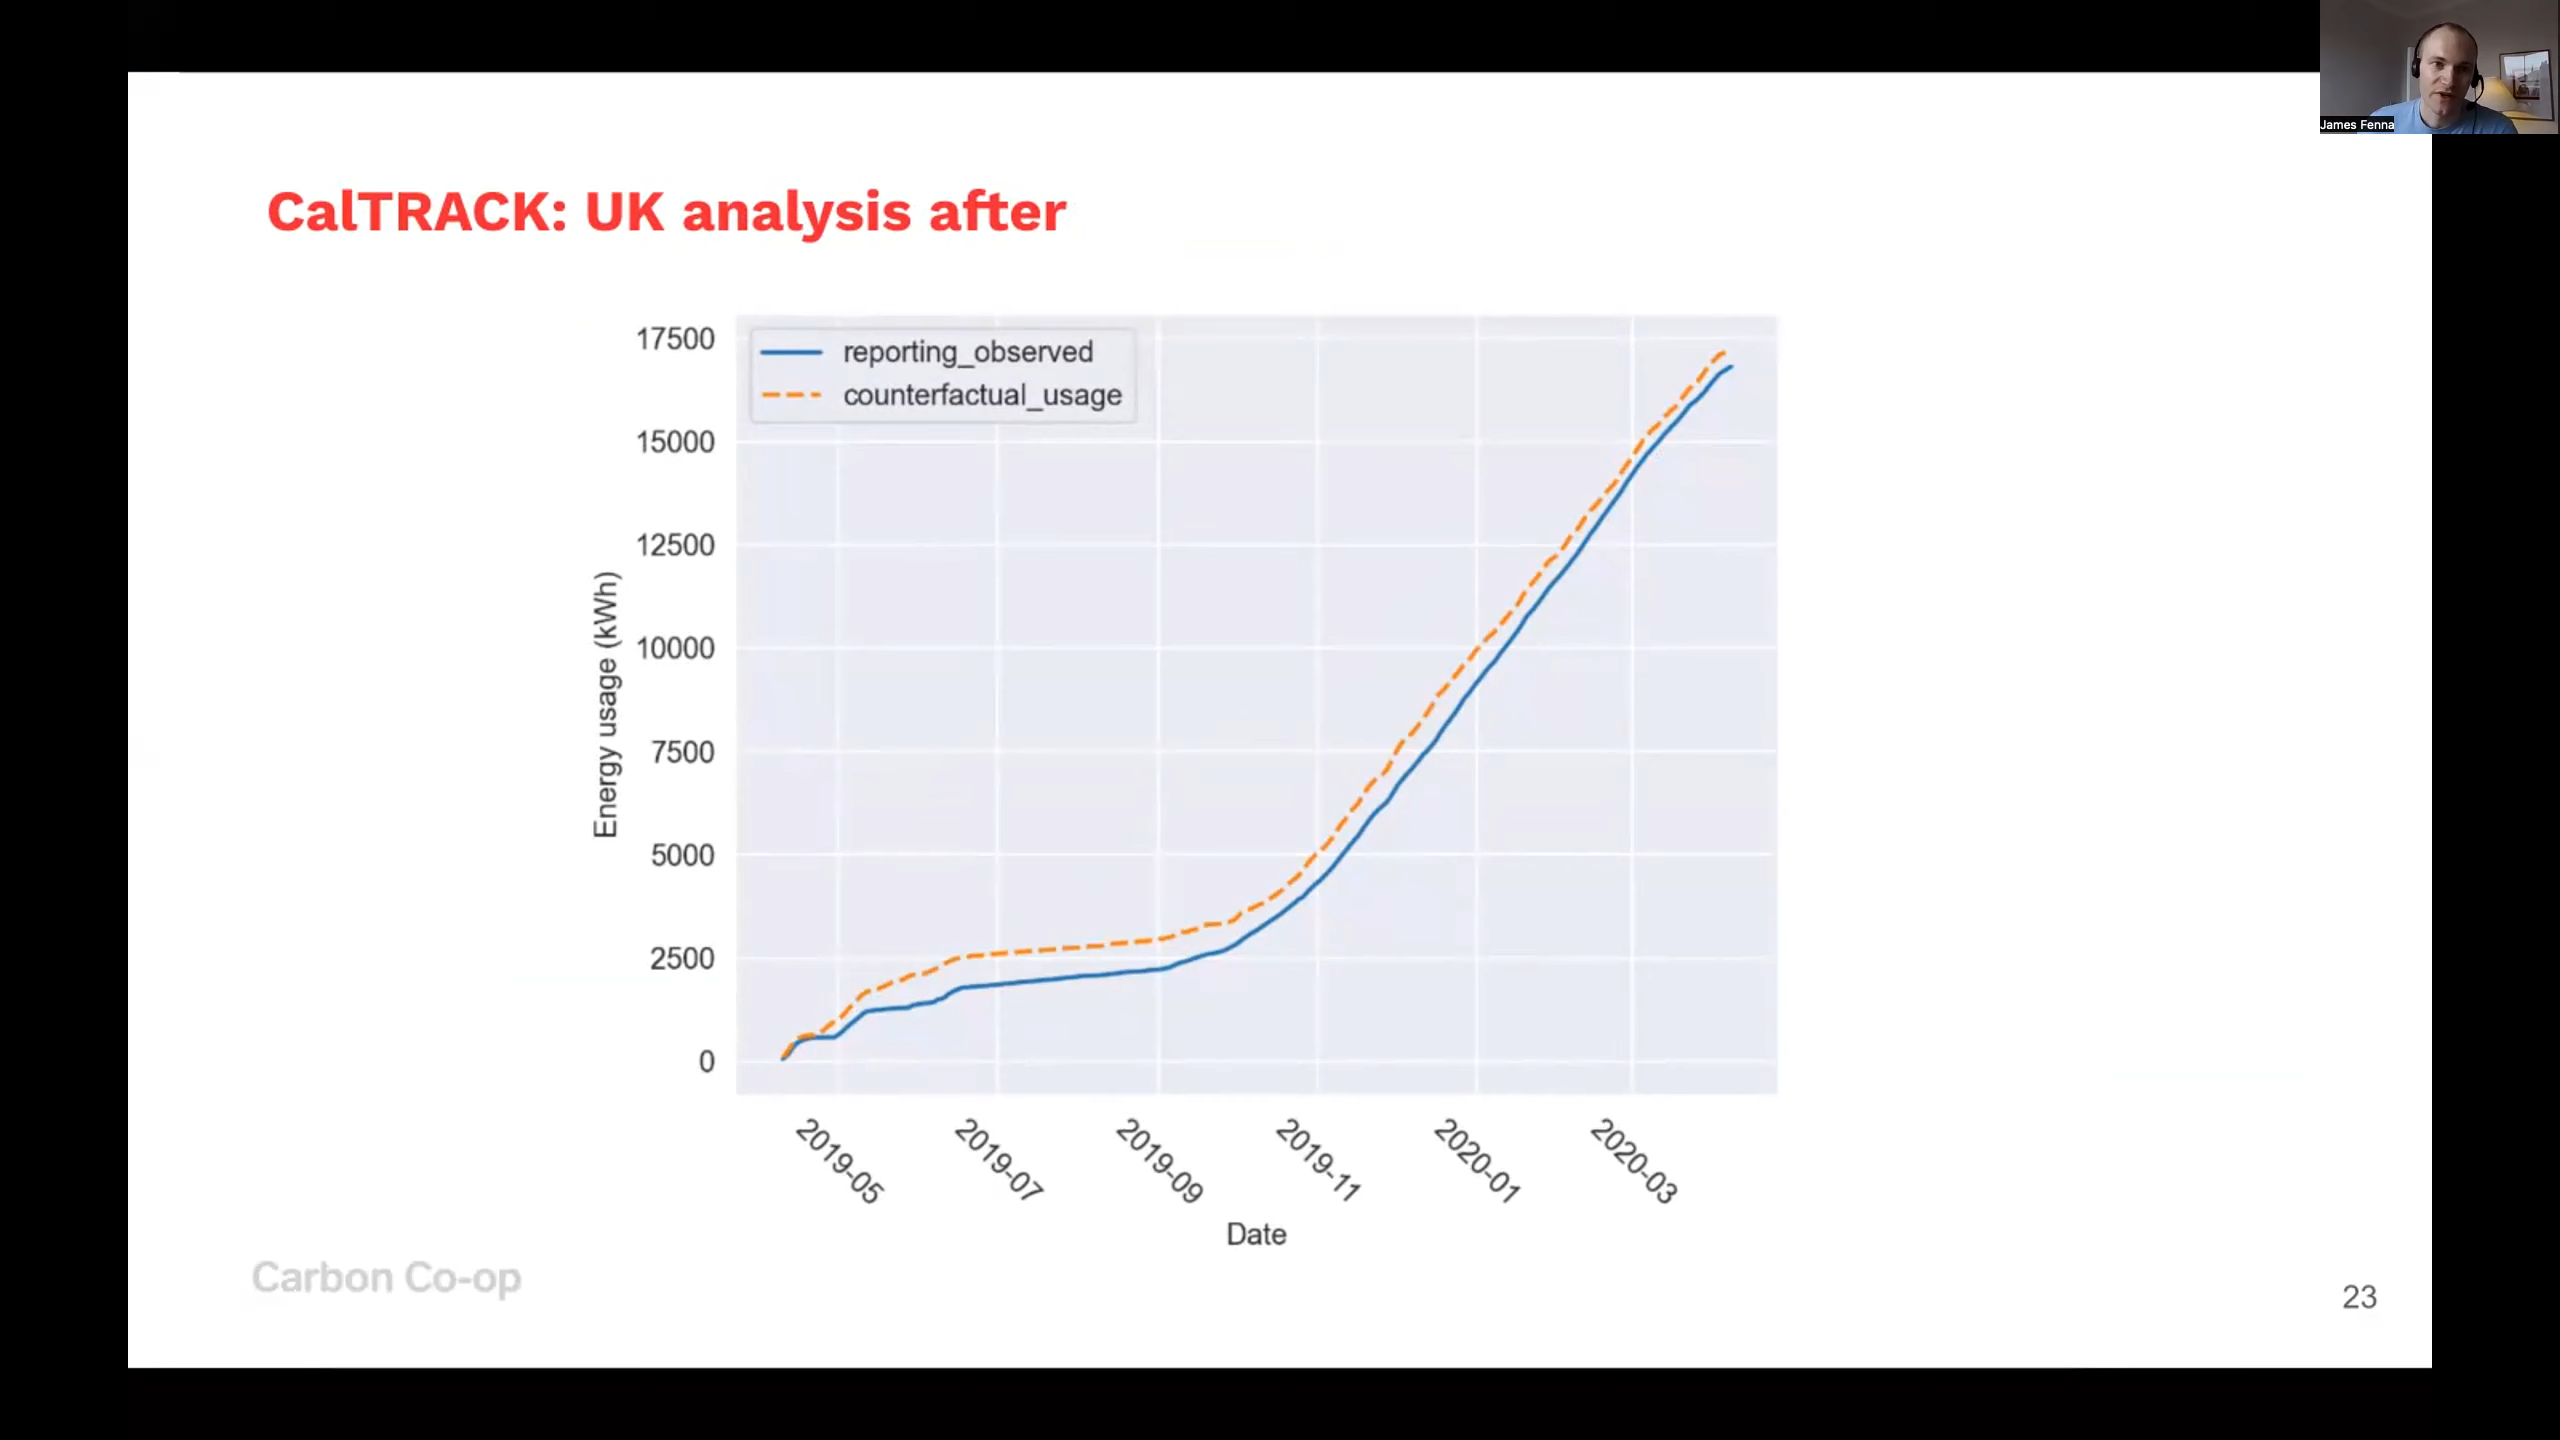 James Fenna
CalTRACK: UK analysis after
reporting_observed
counterfactual_usage
17500
15000
12500
10000
7500
5000
2500
0
Energy usage (kWh)
2019-05
2019-07
2019-09
2019-11
2020-01
2020-03
Date
Carbon Co-op
23